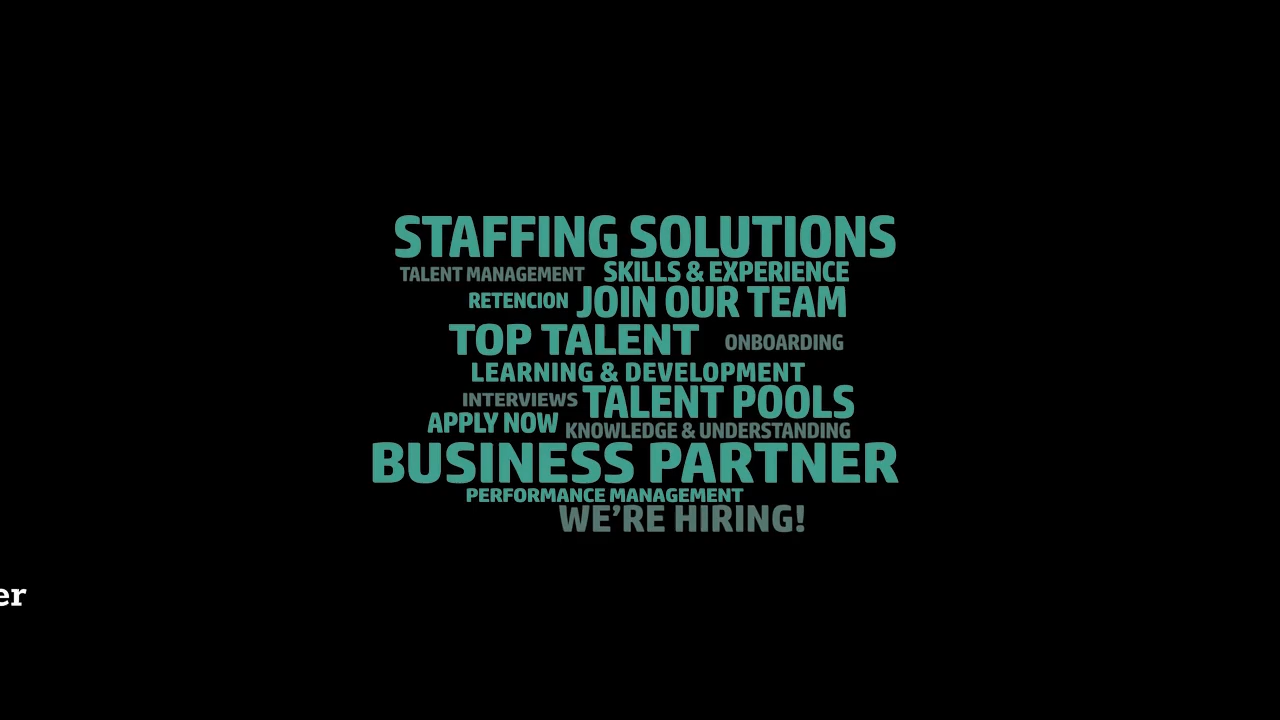 STAFFING SOLUTIONS
TALENT MANAGEMENT SKILLS & EXPERIENCE
RETENCION JOIN OUR TEAM
TOP TALENT ONBOARDING
LEARNING & DEVELOPMENT
INTERVIEWS TALENT POOLS
APPLY NOW KNOWLEDGE & UNDERSTANDING
BUSINESS PARTNER
PERFORMANCE MANAGEMENT
WE'RE HIRING!
er